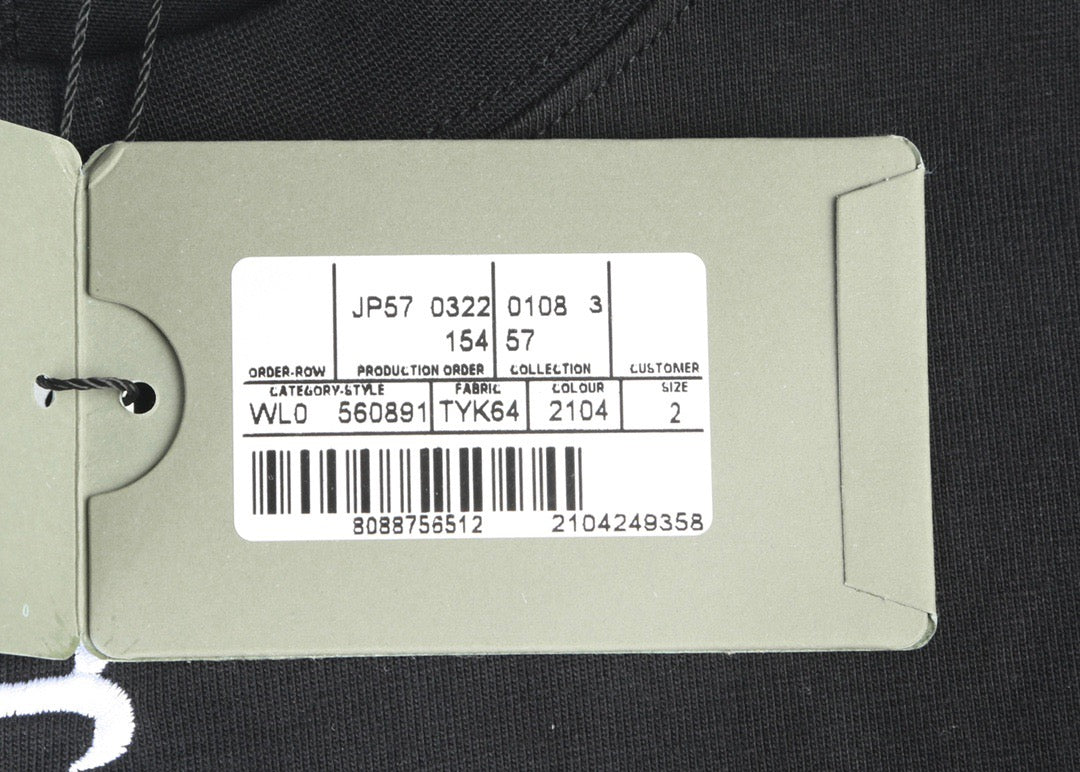 JP57 0322 0108 3
154 57
ORDER-ROW PRODUCTION ORDER COLLECTION CUSTOMER
CATEGORY-STYLE FABRIC COLOUR SIZE
WL0 560891 TYK64 2104 2
8088756512 2104249358